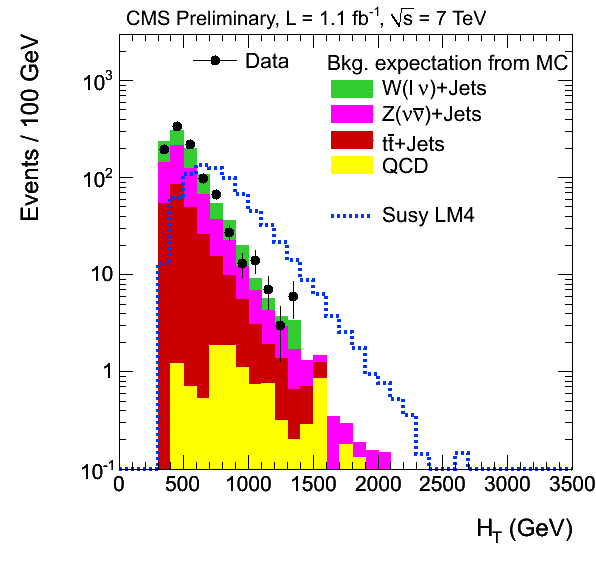 CMS Preliminary, L = 1.1 fb⁻¹, √s = 7 TeV
Events / 100 GeV
Data
Bkg. expectation from MC
W(l ν)+Jets
Z(νν̅)+Jets
tt̅+Jets
QCD
Susy LM4
10³
10²
10
1
10⁻¹
0 500 1000 1500 2000 2500 3000 3500
H_T (GeV)